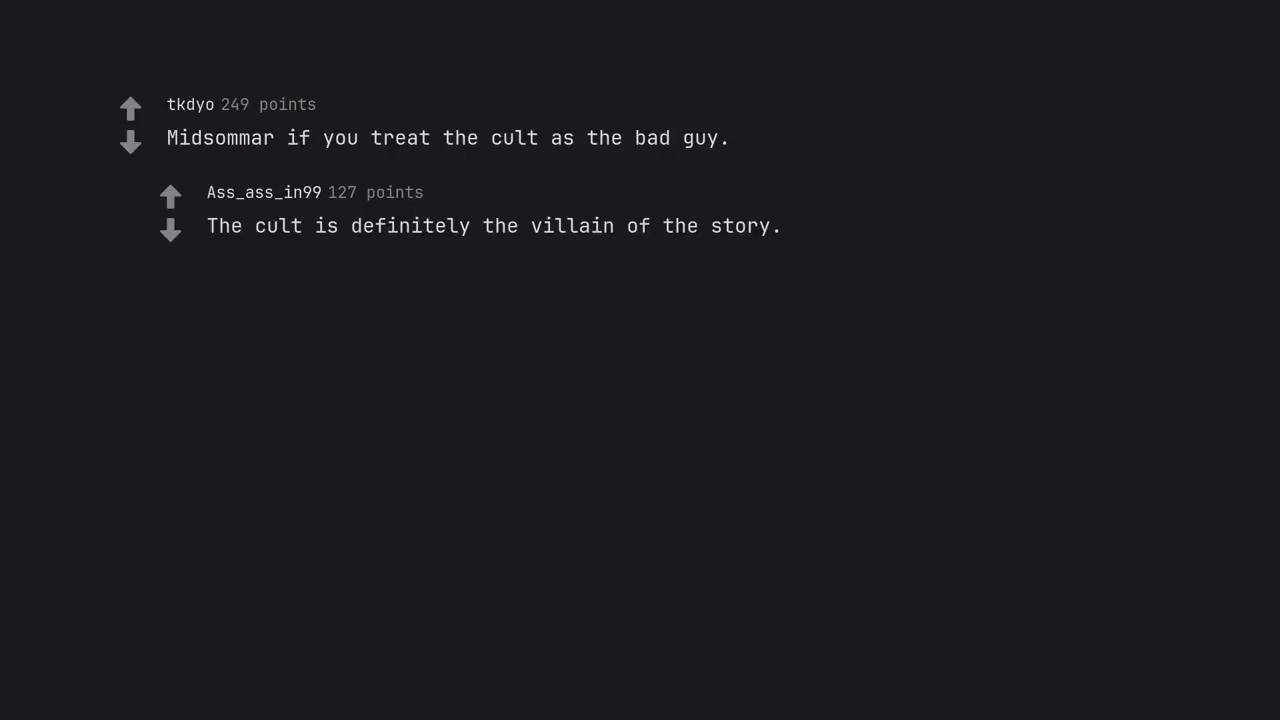 tkdyo 249 points
Midsommar if you treat the cult as the bad guy.
Ass_ass_in99 127 points
The cult is definitely the villain of the story.